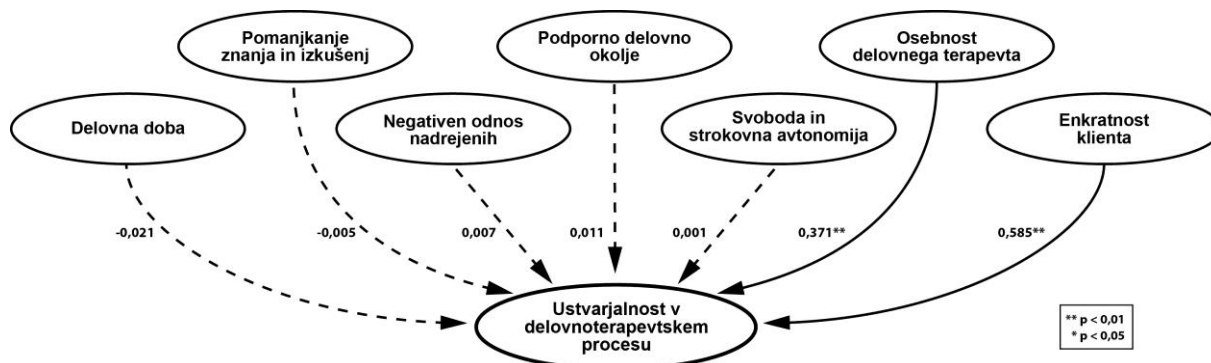 Pomanjkanje
znanja in izkušenj
Podporno delovno
okolje
Osebnost
delovnega terapevta
Delovna doba
Negativen odnos
nadrejenih
Svoboda in
strokovna avtonomija
Enkratnost
klienta
-0,021
-0,005
0,007
0,011
0,001
0,371**
0,585**
Ustvarjalnost v
delovnoterapevtskem
procesu
** p < 0,01
* p < 0,05